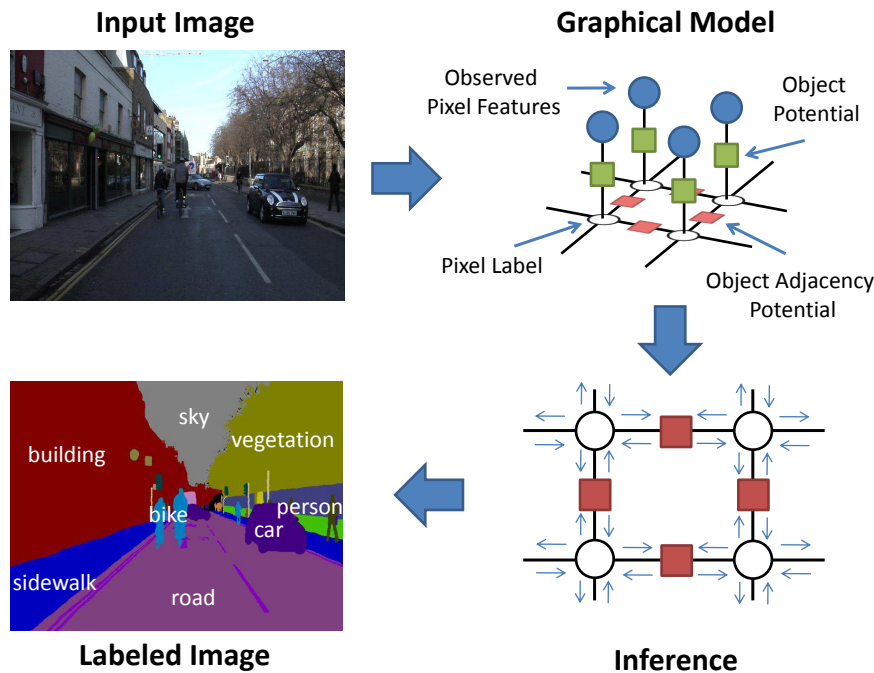 Input Image
Graphical Model
Observed
Pixel Features
Object
Potential
Pixel Label
Object Adjacency
Potential
sky
vegetation
building
bike
person
car
sidewalk
road
Labeled Image
Inference